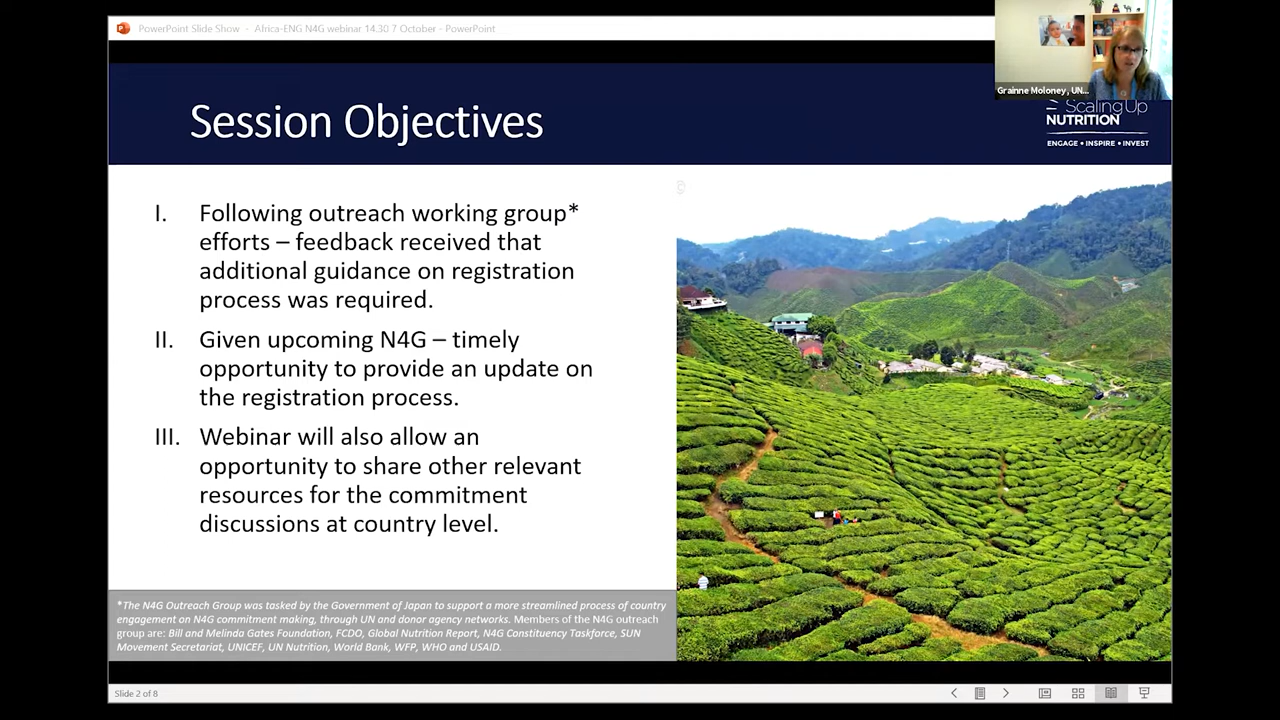 PowerPoint Slide Show - Africa-ENG N4G webinar 14.30 7 October - PowerPoint
Grainne Moloney, UN...
Session Objectives
Scaling Up
NUTRITION
ENGAGE • INSPIRE • INVEST
I. Following outreach working group*
efforts – feedback received that
additional guidance on registration
process was required.
II. Given upcoming N4G – timely
opportunity to provide an update on
the registration process.
III. Webinar will also allow an
opportunity to share other relevant
resources for the commitment
discussions at country level.
*The N4G Outreach Group was tasked by the Government of Japan to support a more streamlined process of country
engagement on N4G commitment making, through UN and donor agency networks. Members of the N4G outreach
group are: Bill and Melinda Gates Foundation, FCDO, Global Nutrition Report, N4G Constituency Taskforce, SUN
Movement Secretariat, UNICEF, UN Nutrition, World Bank, WFP, WHO and USAID.
Slide 2 of 8